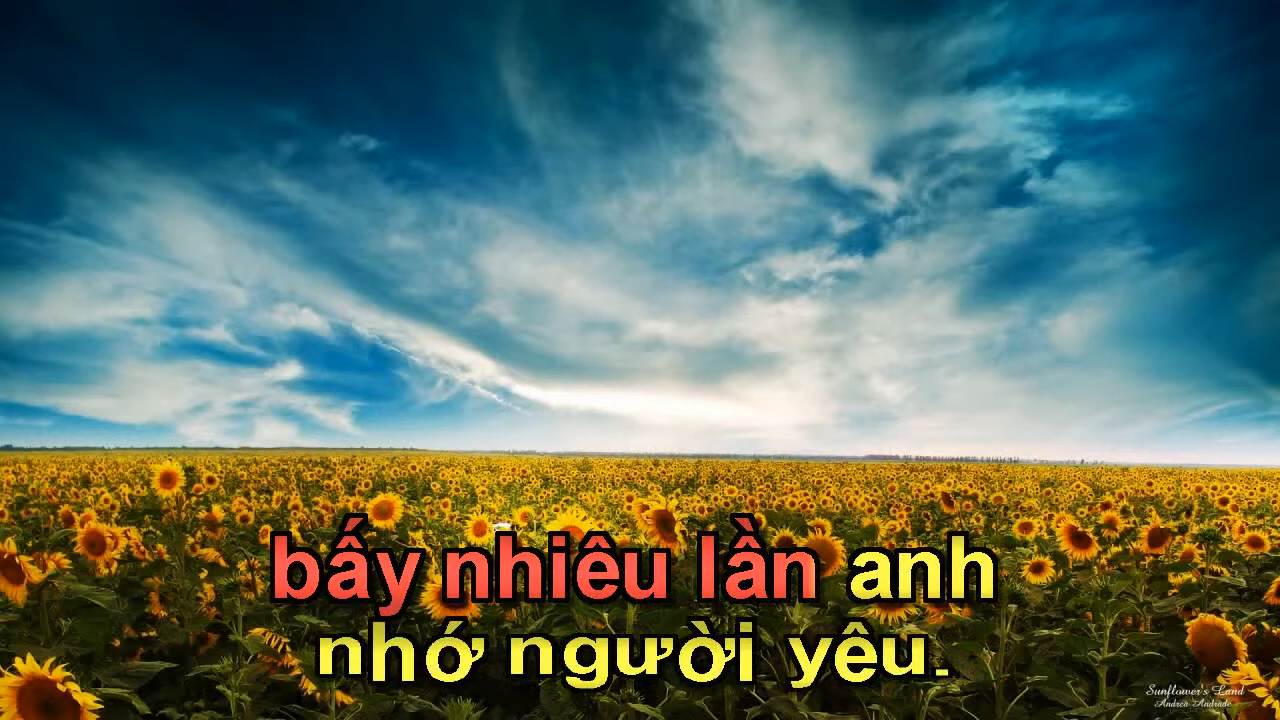 bấy nhiêu lần anh
nhớ người yêu.
Sunflower's Land
Andrea Andrade